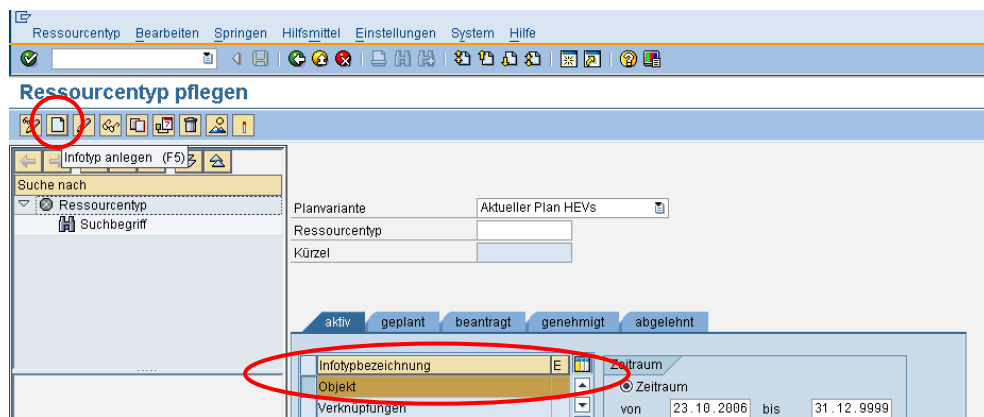 Ressourcentyp Bearbeiten Springen Hilfsmittel Einstellungen System Hilfe
Ressourcentyp pflegen
Infotyp anlegen (F5)
Suche nach
Ressourcentyp
Suchbegriff
Planvariante Aktueller Plan HEVs
Ressourcentyp
Kürzel
aktiv geplant beantragt genehmigt abgelehnt
Infotypbezeichnung E Zeitraum
Objekt Zeitraum
Verknüpfungen von 23.10.2006 bis 31.12.9999